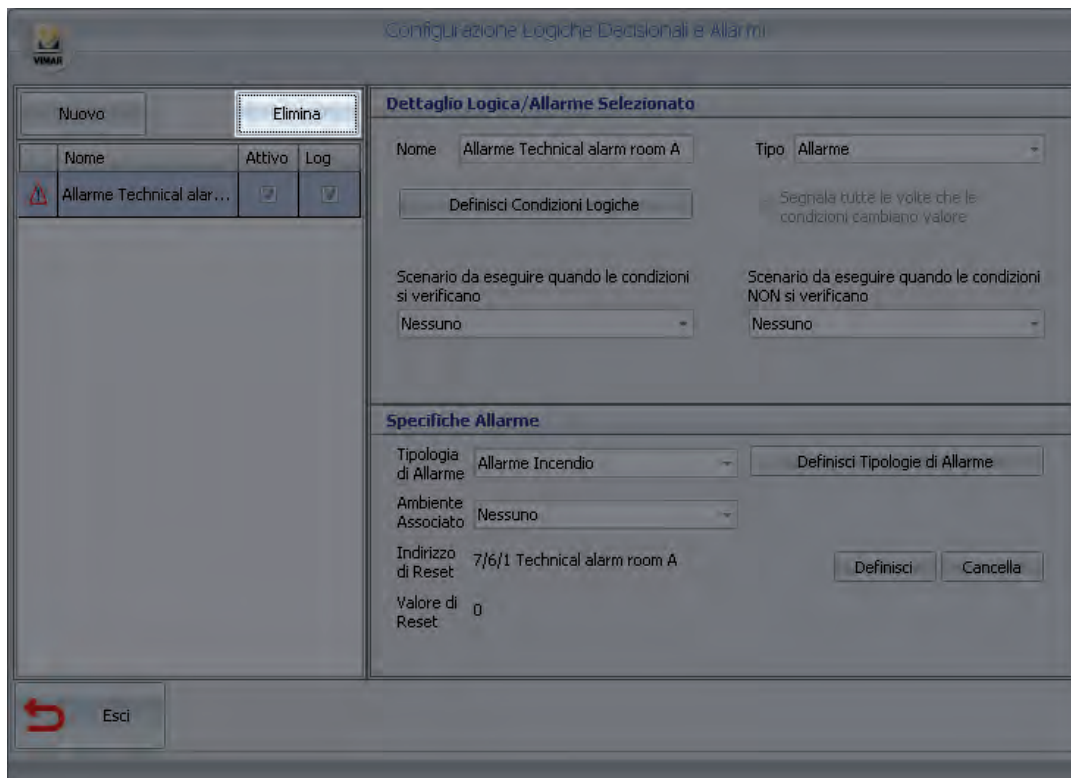 Configurazione Logiche Decisionali e Allarmi
VIMAR
Nuovo
Elimina
Nome
Attivo
Log
Allarme Technical alar...
Dettaglio Logica/Allarme Selezionato
Nome
Allarme Technical alarm room A
Tipo
Allarme
Definisci Condizioni Logiche
Segnala tutte le volte che le
condizioni cambiano valore
Scenario da eseguire quando le condizioni
si verificano
Nessuno
Scenario da eseguire quando le condizioni
NON si verificano
Nessuno
Specifiche Allarme
Tipologia
di Allarme
Allarme Incendio
Definisci Tipologie di Allarme
Ambiente
Associato
Nessuno
Indirizzo
di Reset
7/6/1 Technical alarm room A
Definisci
Cancella
Valore di
Reset
0
Esci